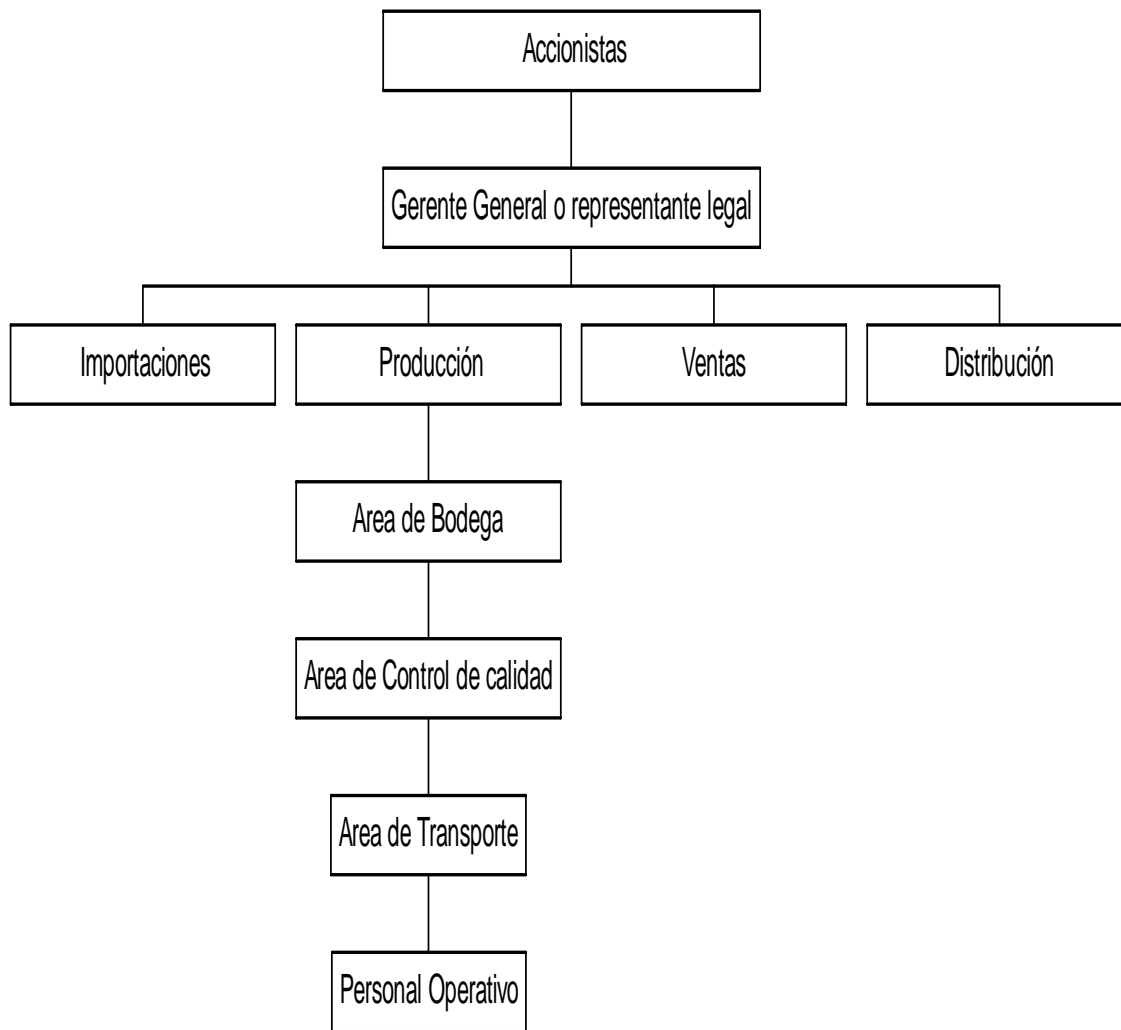 Accionistas
Gerente General o representante legal
Importaciones
Producción
Ventas
Distribución
Area de Bodega
Area de Control de calidad
Area de Transporte
Personal Operativo